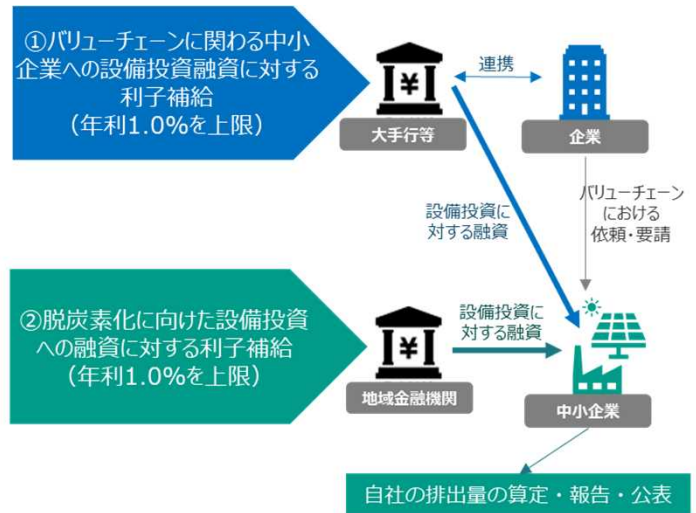 ①バリューチェーンに関わる中小
企業への設備投資融資に対する
利子補給
（年利1.0%を上限）
¥
大手行等
連携
企業
設備投資に
対する融資
バリューチェーン
における
依頼・要請
②脱炭素化に向けた設備投資
への融資に対する利子補給
（年利1.0%を上限）
¥
地域金融機関
設備投資に
対する融資
中小企業
自社の排出量の算定・報告・公表